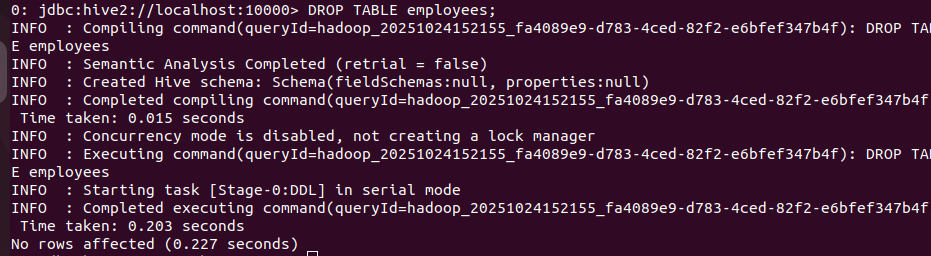 0: jdbc:hive2://localhost:10000> DROP TABLE employees;
INFO  : Compiling command(queryId=hadoop_20251024152155_fa4089e9-d783-4ced-82f2-e6bfef347b4f): DROP TA
E employees
INFO  : Semantic Analysis Completed (retrial = false)
INFO  : Created Hive schema: Schema(fieldSchemas:null, properties:null)
INFO  : Completed compiling command(queryId=hadoop_20251024152155_fa4089e9-d783-4ced-82f2-e6bfef347b4f
 Time taken: 0.015 seconds
INFO  : Concurrency mode is disabled, not creating a lock manager
INFO  : Executing command(queryId=hadoop_20251024152155_fa4089e9-d783-4ced-82f2-e6bfef347b4f): DROP TA
E employees
INFO  : Starting task [Stage-0:DDL] in serial mode
INFO  : Completed executing command(queryId=hadoop_20251024152155_fa4089e9-d783-4ced-82f2-e6bfef347b4f
 Time taken: 0.203 seconds
No rows affected (0.227 seconds)